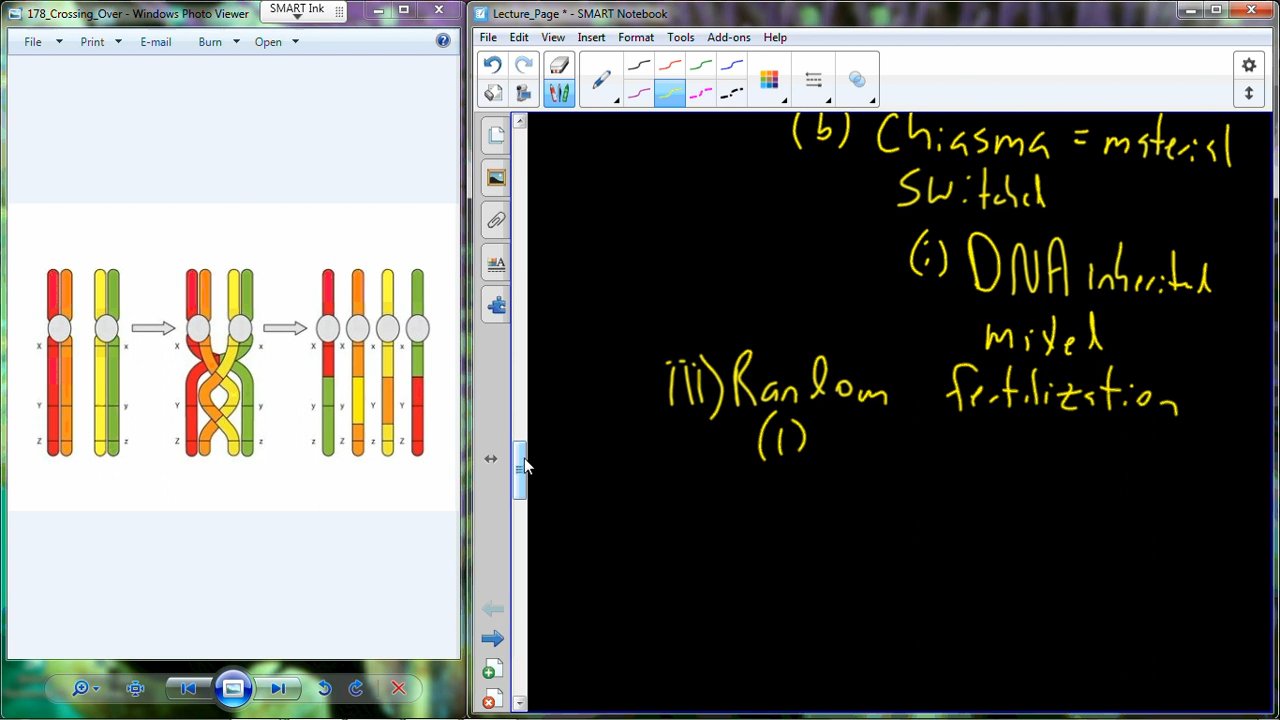 178_Crossing_Over - Windows Photo Viewer
SMART Ink
File Print E-mail Burn Open
X x X x
Y y Y y Y Y y y
Z z Z z z Z z Z
Lecture_Page * - SMART Notebook
File Edit View Insert Format Tools Add-ons Help
(b) Chiasma = material
Switched
(i) DNA inherited
mixed
iii) Random fertilization
(1)